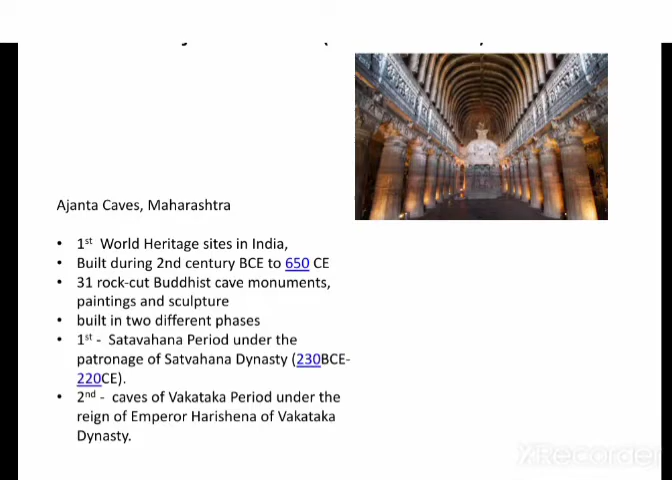 Ajanta Caves, Maharashtra
• 1st World Heritage sites in India,
• Built during 2nd century BCE to 650 CE
• 31 rock-cut Buddhist cave monuments,
paintings and sculpture
• built in two different phases
• 1st - Satavahana Period under the
patronage of Satvahana Dynasty (230BCE-
220CE).
• 2nd - caves of Vakataka Period under the
reign of Emperor Harishena of Vakataka
Dynasty.
XRecorder